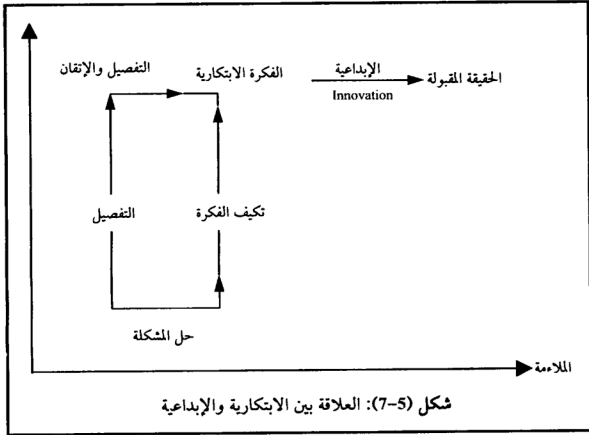 التفصيل والإتقان
الفكرة الابتكارية
الإبداعية
Innovation
الحقيقة المقبولة
التفصيل
تكيف الفكرة
حل المشكلة
الملاءمة
شكل (5-7): العلاقة بين الابتكارية والإبداعية